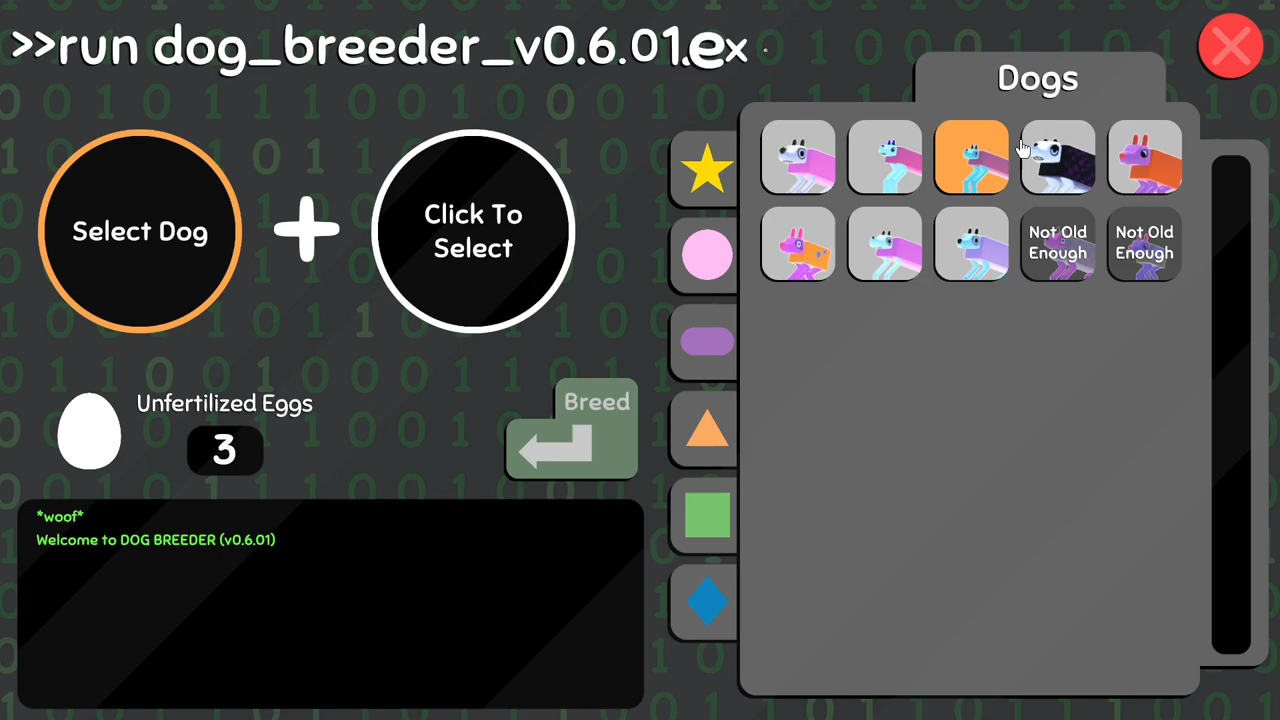 >>run dog_breeder_v0.6.01.ex
Dogs
Select Dog
Click To
Select
Not Old
Enough
Not Old
Enough
Unfertilized Eggs
3
Breed
*woof*
Welcome to DOG BREEDER (v0.6.01)